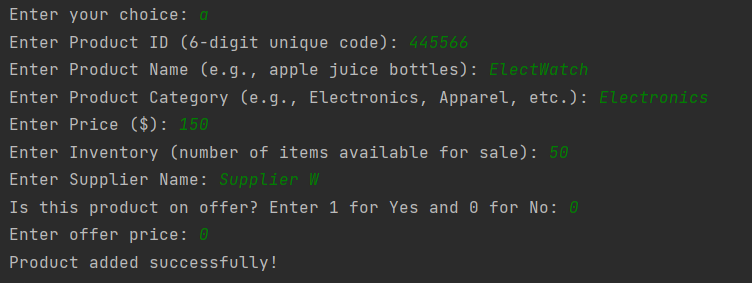 Enter your choice: a
Enter Product ID (6-digit unique code): 445566
Enter Product Name (e.g., apple juice bottles): ElectWatch
Enter Product Category (e.g., Electronics, Apparel, etc.): Electronics
Enter Price ($): 150
Enter Inventory (number of items available for sale): 50
Enter Supplier Name: Supplier W
Is this product on offer? Enter 1 for Yes and 0 for No: 0
Enter offer price: 0
Product added successfully!